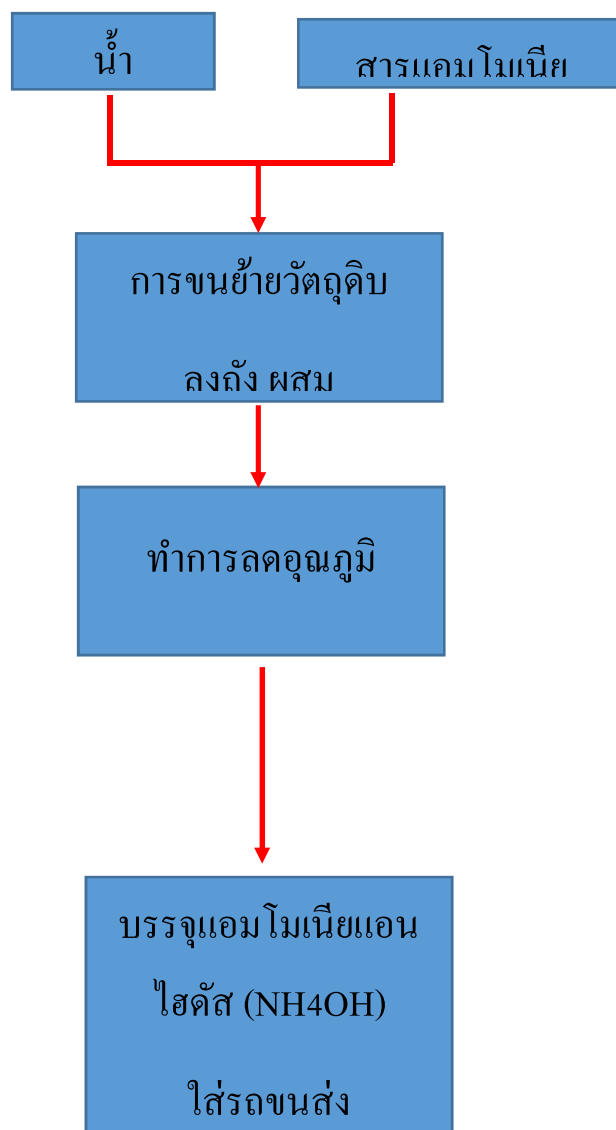 น้ำ
สารแอมโมเนีย
การขนย้ายวัตถุดิบ
ลงถัง ผสม
ทำการลดอุณภูมิ
บรรจุแอมโมเนียแอน
ไฮดัส (NH4OH)
ใส่รถขนส่ง